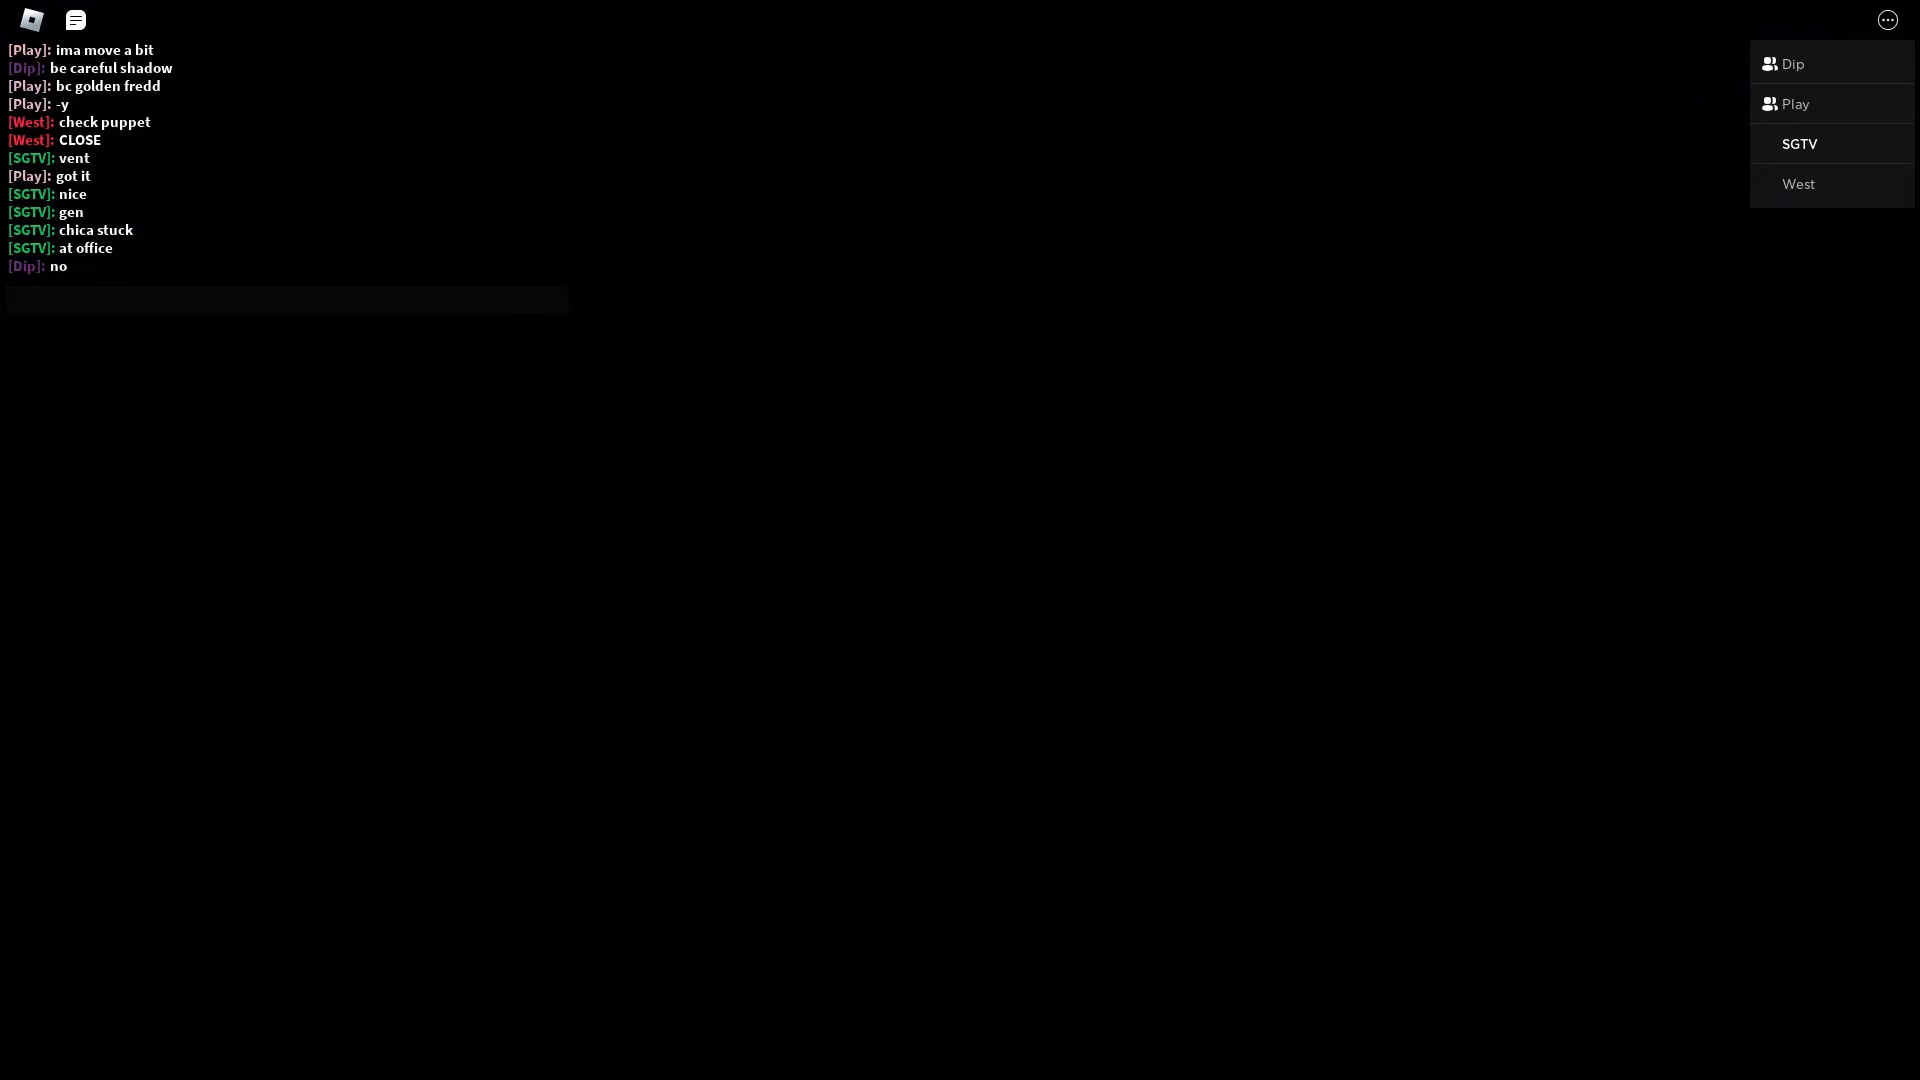 [Play]: ima move a bit
[Dip]: be careful shadow
[Play]: bc golden fredd
[Play]: -y
[West]: check puppet
[West]: CLOSE
[SGTV]: vent
[Play]: got it
[SGTV]: nice
[SGTV]: gen
[SGTV]: chica stuck
[SGTV]: at office
[Dip]: no
Dip
Play
SGTV
West